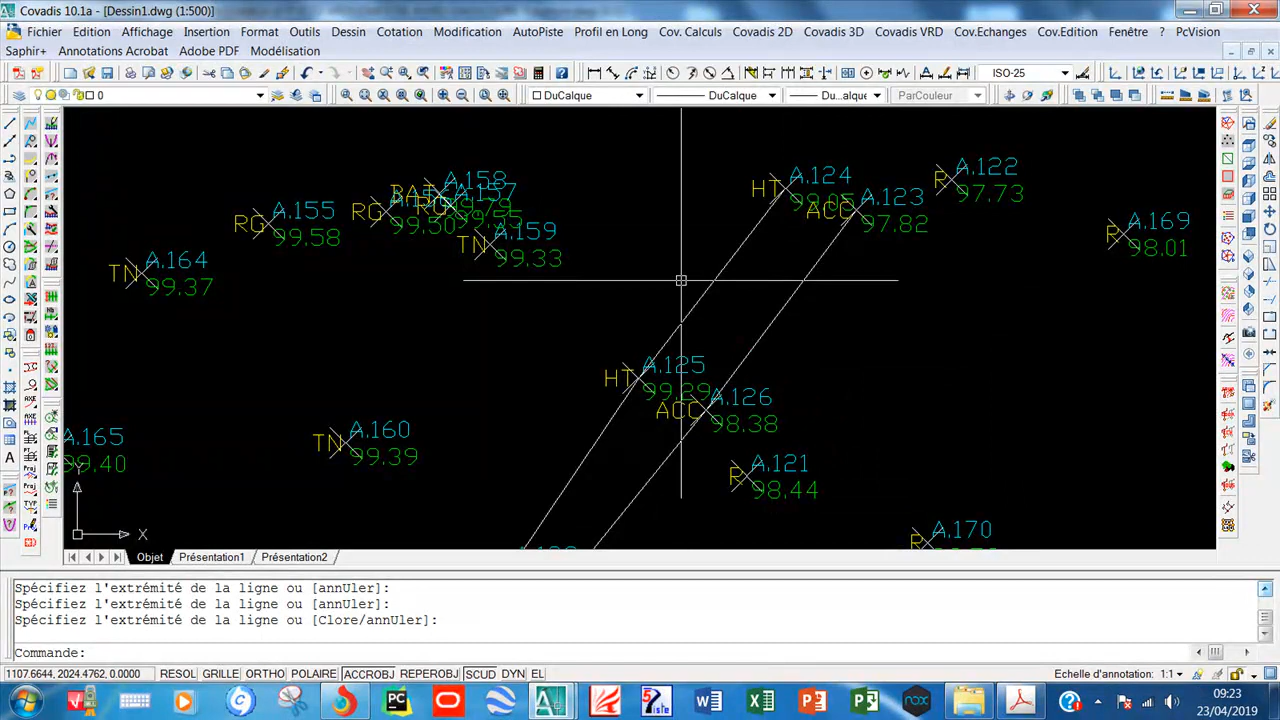 Covadis 10.1a - [Dessin1.dwg (1:500)]
Fichier Edition Affichage Insertion Format Outils Dessin Cotation Modification AutoPiste Profil en Long Cov. Calculs Covadis 2D Covadis 3D Covadis VRD Cov.Echanges Cov.Edition Fenêtre ? PcVision
Saphir+ Annotations Acrobat Adobe PDF Modélisation
ISO-25
0 DuCalque DuCalque Du...alque ParCouleur
A.158
A.124
A.122
RG A.155
99.58
RG
99.50
HT
ACC A.123
97.82
R
97.73
TN A.159
99.33
R A.169
98.01
TN A.164
99.37
HT A.125
99.29
ACC A.126
98.38
A.165
99.40
TN A.160
99.39
R A.121
98.44
R A.170
Y
X
Objet Présentation1 Présentation2
Spécifiez l'extrémité de la ligne ou [annUler]:
Spécifiez l'extrémité de la ligne ou [annUler]:
Spécifiez l'extrémité de la ligne ou [Clore/annUler]:
Commande:
1107.6644, 2024.4762, 0.0000 RESOL GRILLE ORTHO POLAIRE ACCROBJ REPEROBJ SCUD DYN EL Echelle d'annotation: 1:1
09:23
23/04/2019